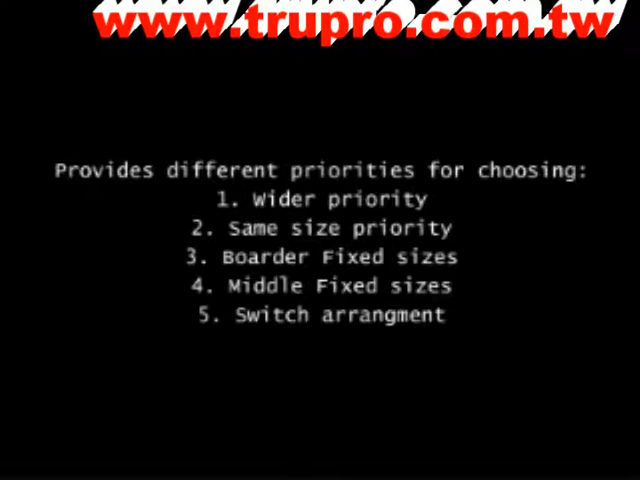 www.trupro.com.tw
Provides different priorities for choosing:
1. Wider priority
2. Same size priority
3. Boarder Fixed sizes
4. Middle Fixed sizes
5. Switch arrangment